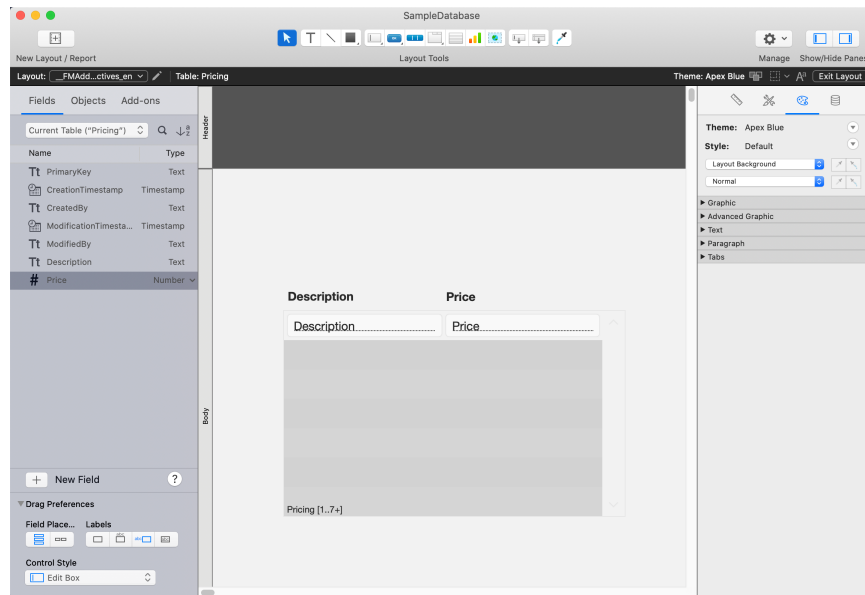 SampleDatabase
New Layout / Report
Layout Tools
Manage
Show/Hide Panes
Layout: __FMAdd...ctives_en
Table: Pricing
Theme: Apex Blue
Exit Layout
Fields Objects Add-ons
Current Table ("Pricing")
Name Type
PrimaryKey Text
CreationTimestamp Timestamp
CreatedBy Text
ModificationTimesta... Timestamp
ModifiedBy Text
Description Text
Price Number
New Field
?
Drag Preferences
Field Place... Labels
Control Style
Edit Box
Header
Body
Description Price
Description Price
Pricing [1..7+]
Theme: Apex Blue
Style: Default
Layout Background
Normal
Graphic
Advanced Graphic
Text
Paragraph
Tabs